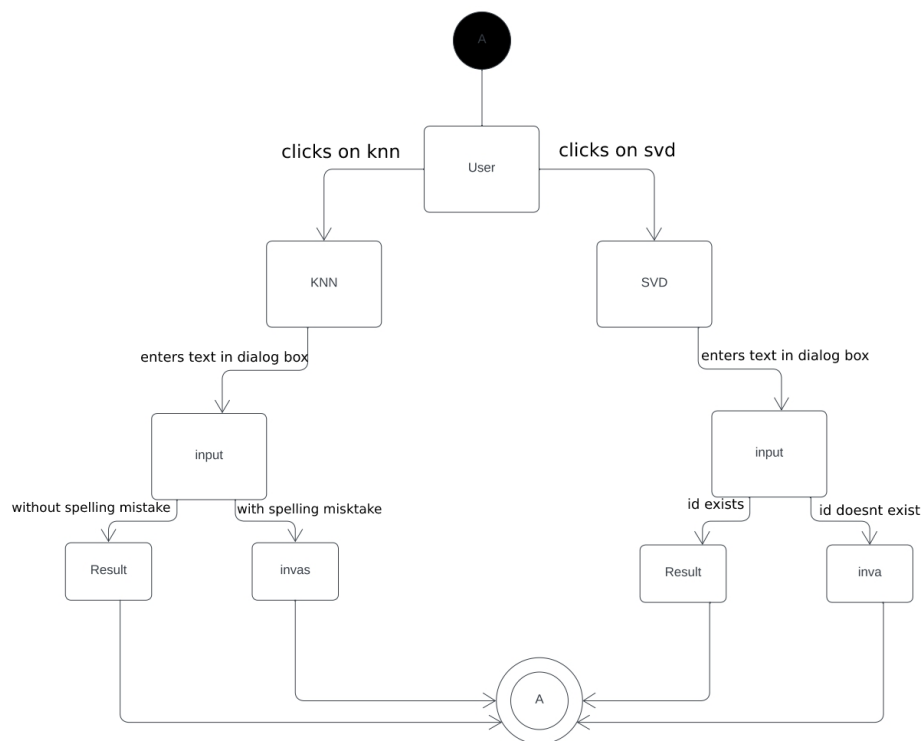 A
User
clicks on knn
clicks on svd
KNN
SVD
enters text in dialog box
enters text in dialog box
input
input
without spelling mistake
with spelling misktake
id exists
id doesnt exist
Result
invas
Result
inva
A